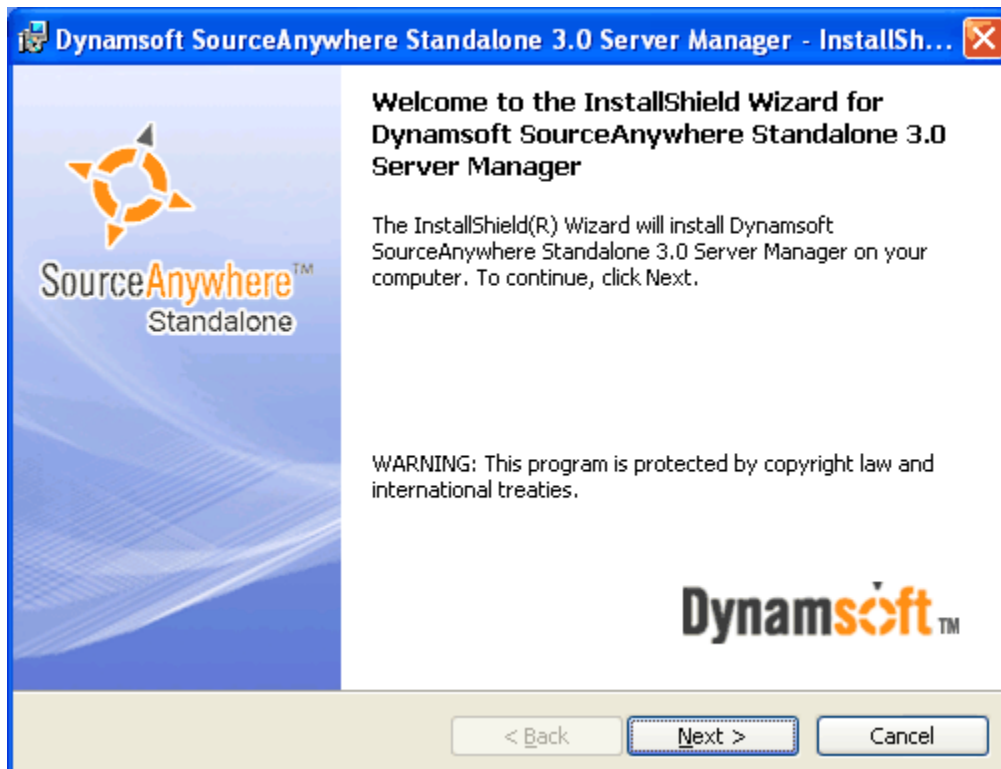 Dynamsoft SourceAnywhere Standalone 3.0 Server Manager - InstallSh...
SourceAnywhere™
Standalone
Welcome to the InstallShield Wizard for
Dynamsoft SourceAnywhere Standalone 3.0
Server Manager
The InstallShield(R) Wizard will install Dynamsoft
SourceAnywhere Standalone 3.0 Server Manager on your
computer. To continue, click Next.
WARNING: This program is protected by copyright law and
international treaties.
Dynamsoft™
< Back
Next >
Cancel